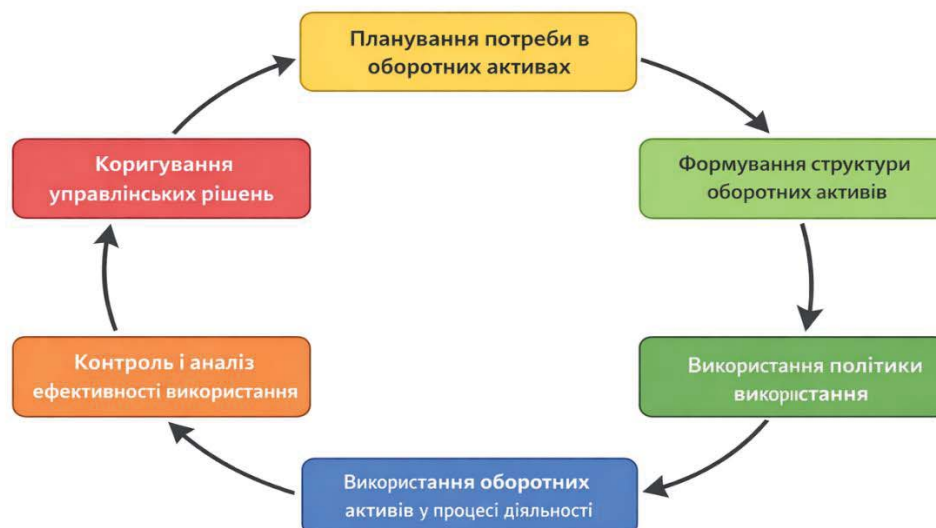 Планування потреби в
оборотних активах
Формування структури
оборотних активів
Використання політики
використання
Використання оборотних
активів у процесі діяльності
Контроль і аналіз
ефективності використання
Коригування
управлінських рішень